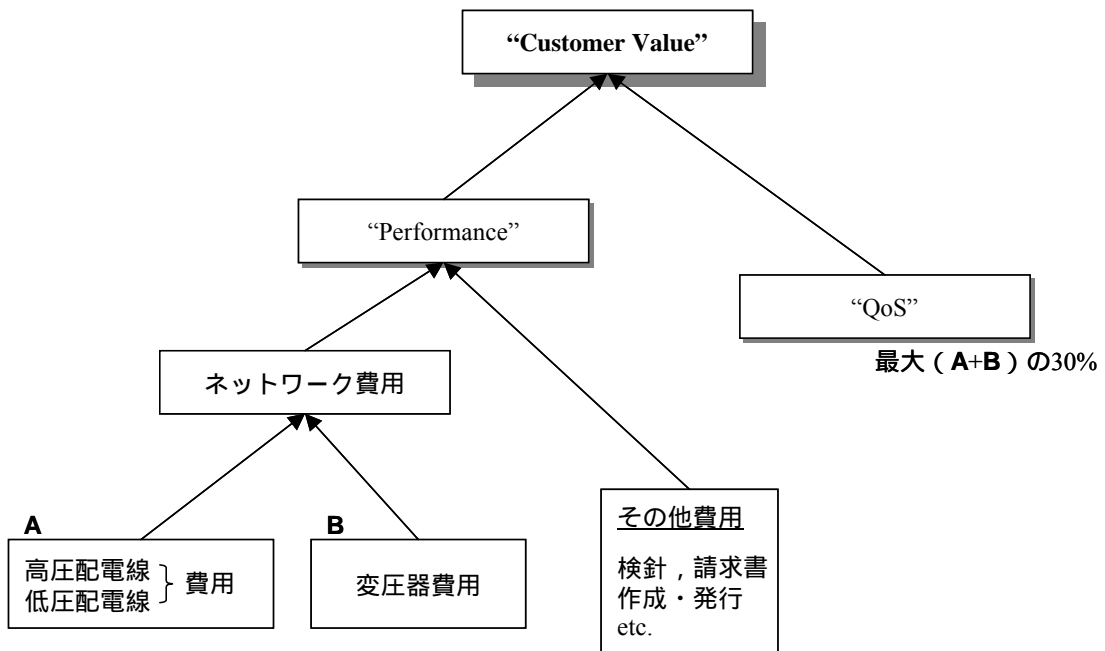 “Customer Value”
“Performance”
“QoS”
最大（A+B）の30%
ネットワーク費用
A
高圧配電線
低圧配電線
費用
B
変圧器費用
その他費用
検針，請求書
作成・発行
etc.